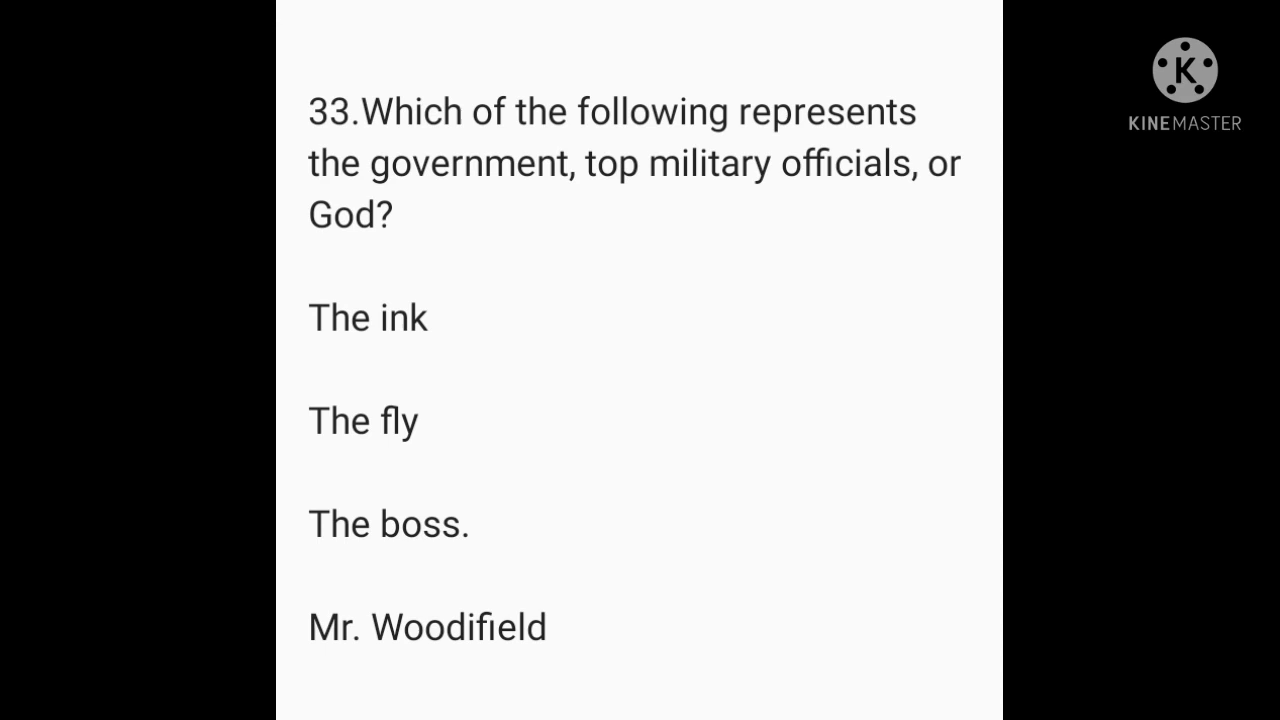 33.Which of the following represents
the government, top military officials, or
God?
The ink
The fly
The boss.
Mr. Woodifield
K
KINEMASTER